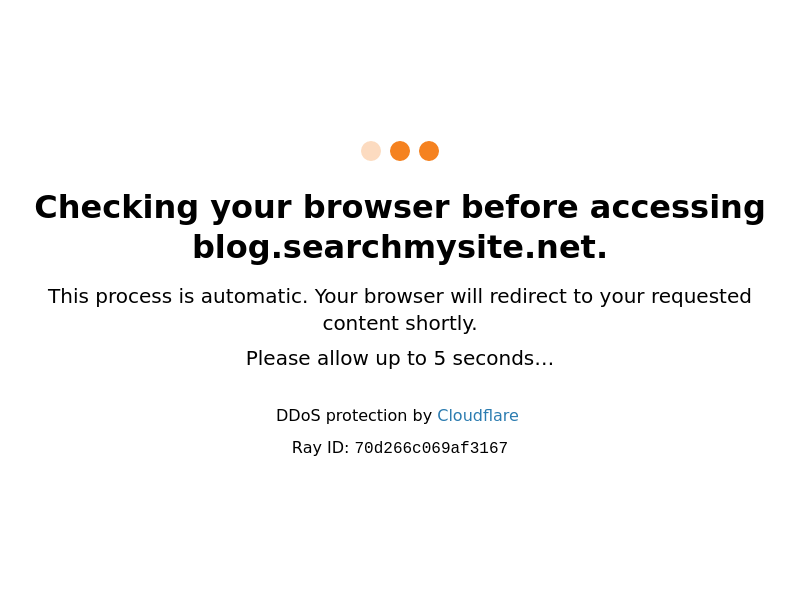 Checking your browser before accessing
blog.searchmysite.net.
This process is automatic. Your browser will redirect to your requested
content shortly.
Please allow up to 5 seconds…
DDoS protection by Cloudflare
Ray ID: 70d266c069af3167